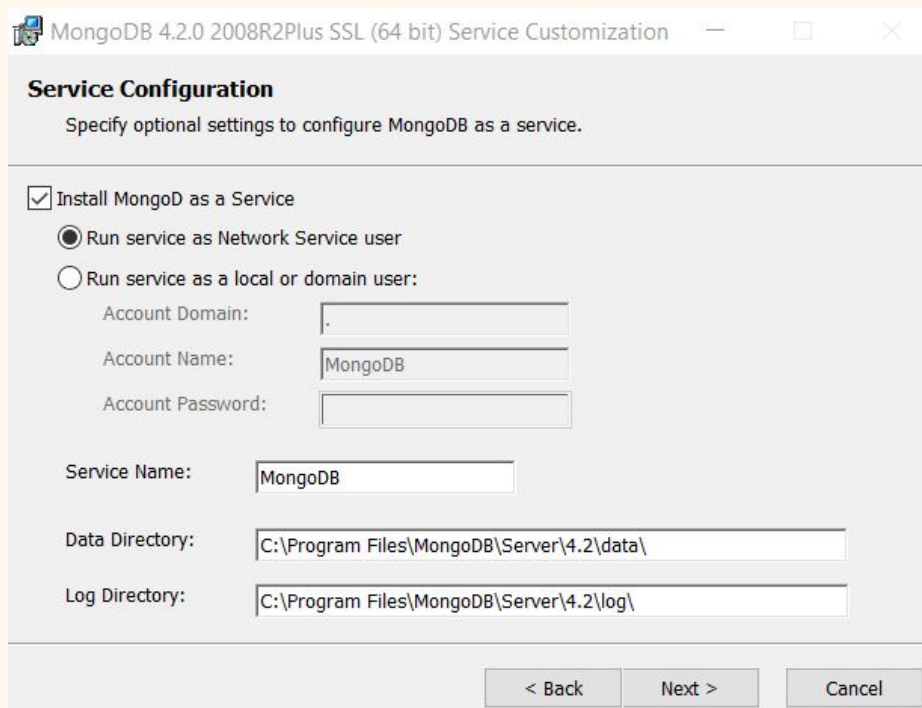 MongoDB 4.2.0 2008R2Plus SSL (64 bit) Service Customization
Service Configuration
Specify optional settings to configure MongoDB as a service.
Install MongoD as a Service
Run service as Network Service user
Run service as a local or domain user:
Account Domain: .
Account Name: MongoDB
Account Password:
Service Name: MongoDB
Data Directory: C:\Program Files\MongoDB\Server\4.2\data\
Log Directory: C:\Program Files\MongoDB\Server\4.2\log\
< Back Next > Cancel